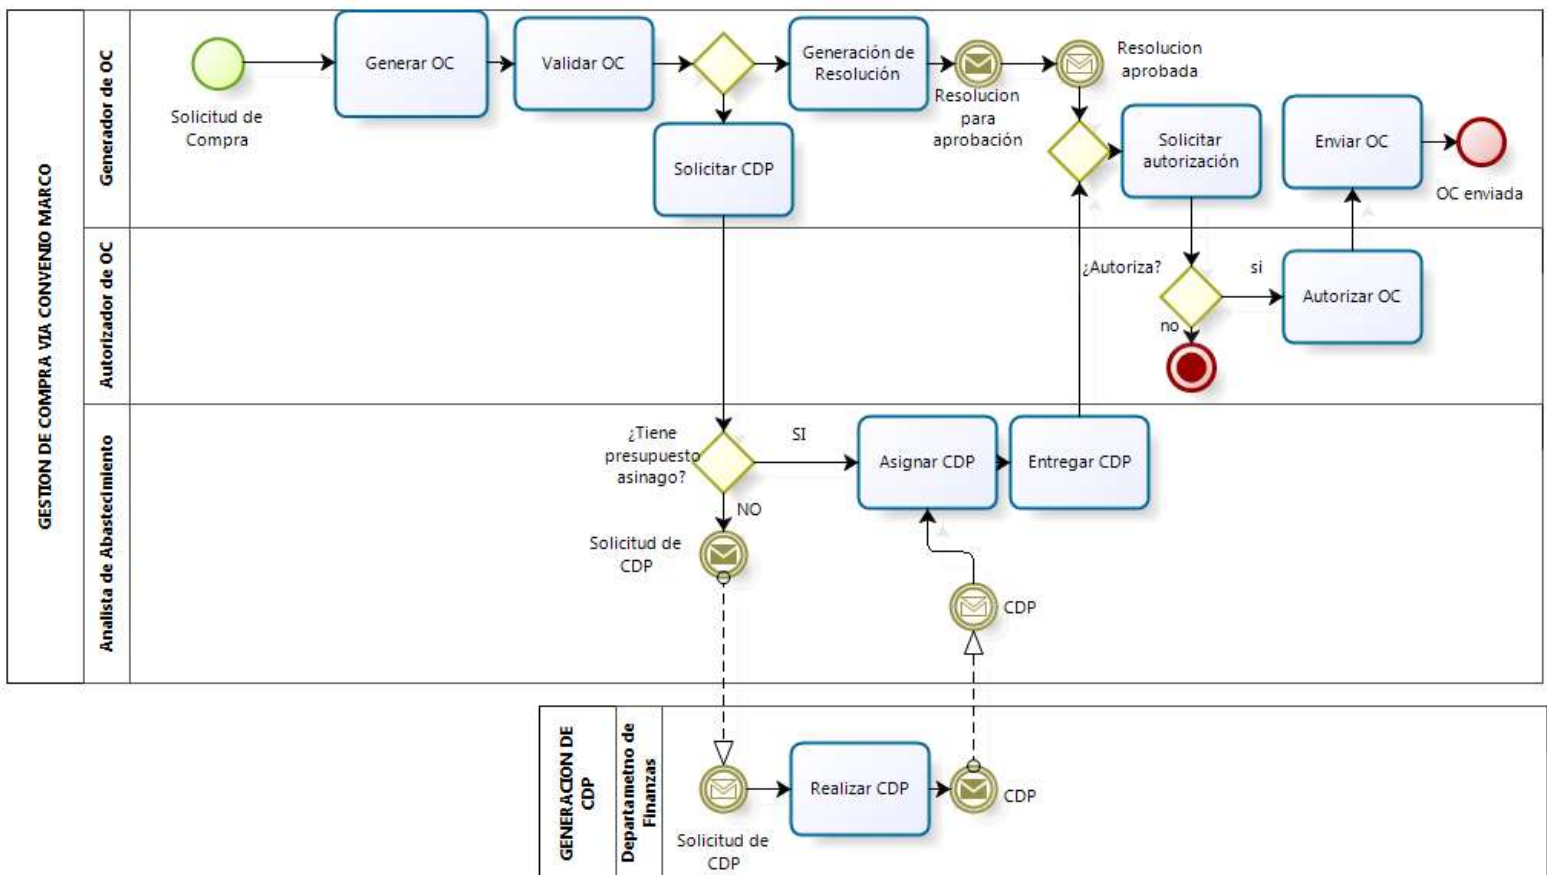 GESTION DE COMPRA VIA CONVENIO MARCO
Generador de OC
Solicitud de
Compra
Generar OC
Validar OC
Solicitar CDP
Generación de
Resolución
Resolucion
para
aprobación
Resolucion
aprobada
Solicitar
autorización
Enviar OC
OC enviada
Autorizador de OC
¿Autoriza?
si
no
Autorizar OC
Analista de Abastecimiento
¿Tiene
presupuesto
asinago?
SI
NO
Asignar CDP
Entregar CDP
Solicitud de
CDP
CDP
GENERACION DE
CDP
Departametno de
Finanzas
Solicitud de
CDP
Realizar CDP
CDP